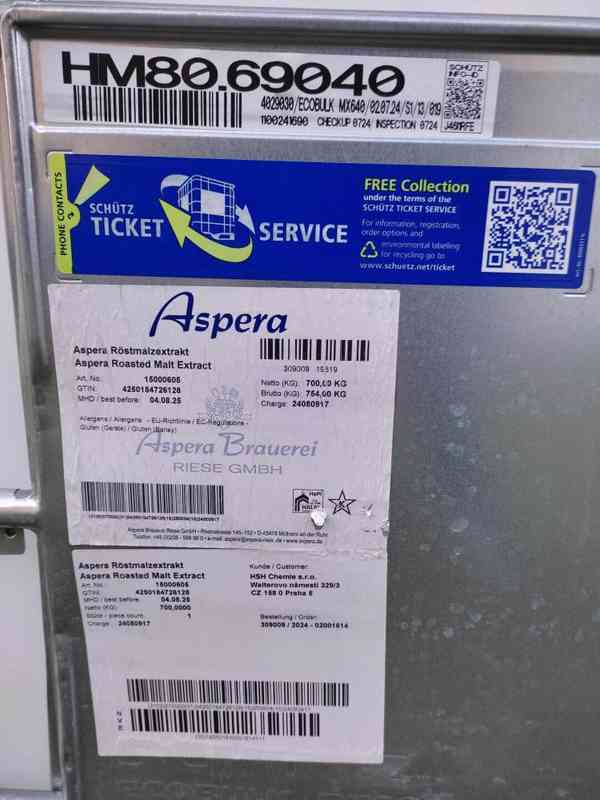 HM80.69040
SCHÜTZ
INFO-ID
4029030/ECOBULK MX640/02.07.24/S1/13/019
1100241690 CHECKUP 0724 INSPECTION 0724
PHONE CONTACTS
SCHÜTZ
TICKET SERVICE
FREE Collection
under the terms of the
SCHÜTZ TICKET SERVICE
For information, registration,
order options and
environmental labelling
for recycling go to
www.schuetz.net/ticket
Aspera
Aspera Röstmalzextrakt
Aspera Roasted Malt Extract
Art. No.: 15000605
GTIN: 4250184726128
MHD / best before: 04.08.25
309009 15319
Netto (KG): 700,00 KG
Brutto (KG): 754,00 KG
Charge: 24080917
Allergene / Allergens - EU-Richtlinie / EC-Regulations -
Gluten (Gerste) / Gluten (Barley)
Aspera Brauerei
RIESE GMBH
Aspera Röstmalzextrakt
Aspera Roasted Malt Extract
Art. No.: 15000605
GTIN: 4250184726128
MHD / best before: 04.08.25
Netto (KG): 700,0000
Stück / piece count: 1
Charge: 24080917
Kunde / Customer:
HSH Chemie s.r.o.
Walterovo námesti 329/3
CZ 158 0 Praha 5
Bestellung / Order:
309009 / 2024 - 02001614
N
V
E